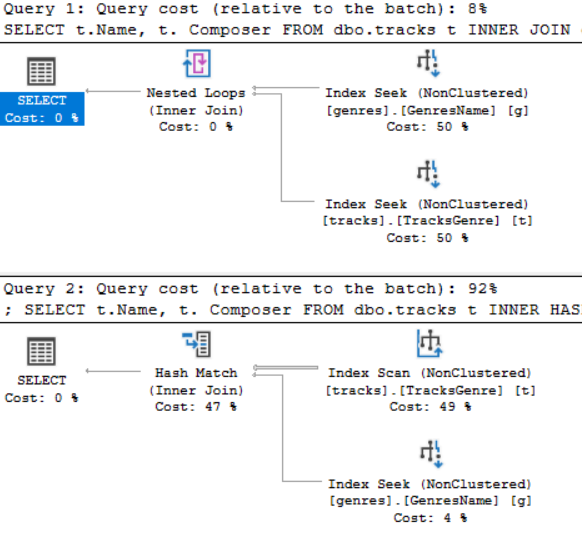 Query 1: Query cost (relative to the batch): 8%
SELECT t.Name, t. Composer FROM dbo.tracks t INNER JOIN
SELECT
Cost: 0 %
Nested Loops
(Inner Join)
Cost: 0 %
Index Seek (NonClustered)
[genres].[GenresName] [g]
Cost: 50 %
Index Seek (NonClustered)
[tracks].[TracksGenre] [t]
Cost: 50 %
Query 2: Query cost (relative to the batch): 92%
; SELECT t.Name, t. Composer FROM dbo.tracks t INNER HAS
SELECT
Cost: 0 %
Hash Match
(Inner Join)
Cost: 47 %
Index Scan (NonClustered)
[tracks].[TracksGenre] [t]
Cost: 49 %
Index Seek (NonClustered)
[genres].[GenresName] [g]
Cost: 4 %